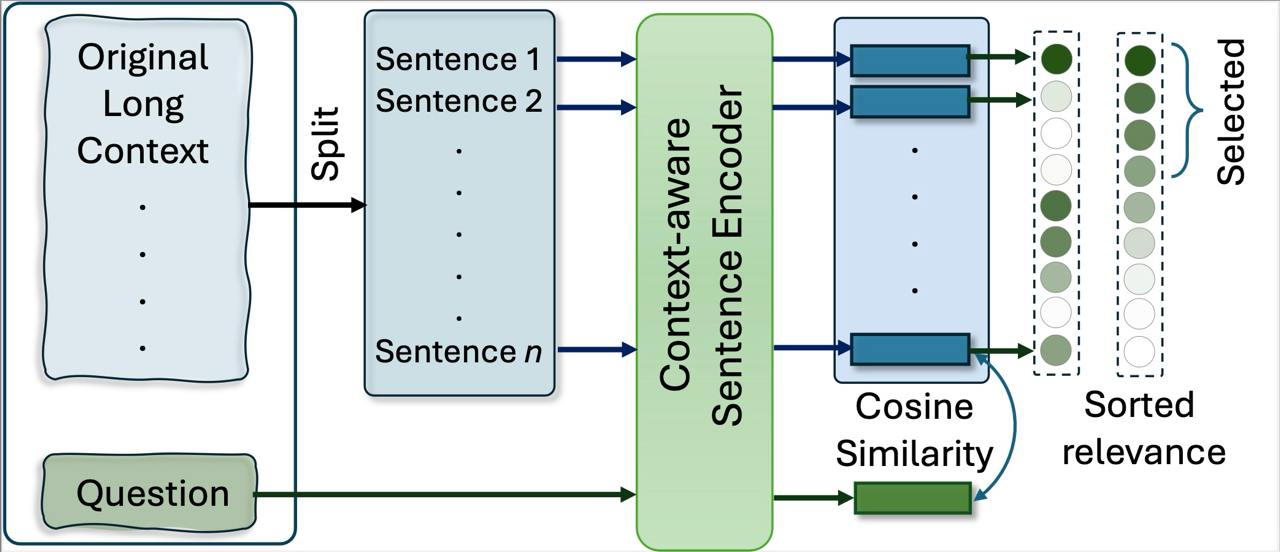 Original
Long
Context
Split
Sentence 1
Sentence 2
Sentence n
Context-aware
Sentence Encoder
Cosine
Similarity
Selected
Sorted
relevance
Question